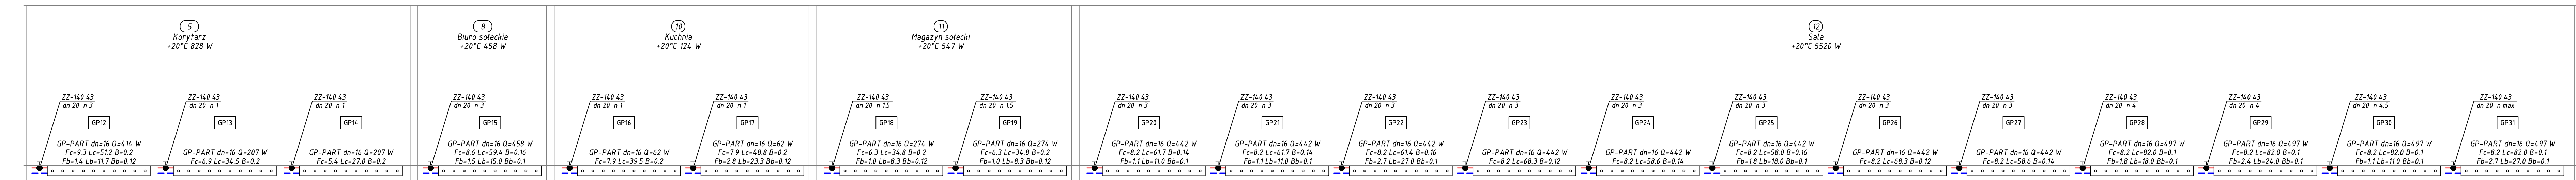 5
Korytarz
+20°C 828 W
8
Biuro sołeckie
+20°C 458 W
10
Kuchnia
+20°C 124 W
11
Magazyn sołecki
+20°C 547 W
12
Sala
+20°C 5520 W
ZZ-140 43
dn 20 n 3
GP12
GP-PART dn=16 Q=414 W
Fc=9.3 Lc=51.2 B=0.2
Fb=1.4 Lb=11.7 Bb=0.12
ZZ-140 43
dn 20 n 1
GP13
GP-PART dn=16 Q=207 W
Fc=6.9 Lc=34.5 B=0.2
ZZ-140 43
dn 20 n 1
GP14
GP-PART dn=16 Q=207 W
Fc=5.4 Lc=27.0 B=0.2
ZZ-140 43
dn 20 n 3
GP15
GP-PART dn=16 Q=458 W
Fc=8.6 Lc=59.4 B=0.16
Fb=1.5 Lb=15.0 Bb=0.1
ZZ-140 43
dn 20 n 1
GP16
GP-PART dn=16 Q=62 W
Fc=7.9 Lc=39.5 B=0.2
ZZ-140 43
dn 20 n 1
GP17
GP-PART dn=16 Q=62 W
Fc=7.9 Lc=48.8 B=0.2
Fb=2.8 Lb=23.3 Bb=0.12
ZZ-140 43
dn 20 n 1.5
GP18
GP-PART dn=16 Q=274 W
Fc=6.3 Lc=34.8 B=0.2
Fb=1.0 Lb=8.3 Bb=0.12
ZZ-140 43
dn 20 n 1.5
GP19
GP-PART dn=16 Q=274 W
Fc=6.3 Lc=34.8 B=0.2
Fb=1.0 Lb=8.3 Bb=0.12
ZZ-140 43
dn 20 n 3
GP20
GP-PART dn=16 Q=442 W
Fc=8.2 Lc=61.7 B=0.14
Fb=1.1 Lb=11.0 Bb=0.1
ZZ-140 43
dn 20 n 3
GP21
GP-PART dn=16 Q=442 W
Fc=8.2 Lc=61.7 B=0.14
Fb=1.1 Lb=11.0 Bb=0.1
ZZ-140 43
dn 20 n 3
GP22
GP-PART dn=16 Q=442 W
Fc=8.2 Lc=61.4 B=0.16
Fb=2.7 Lb=27.0 Bb=0.1
ZZ-140 43
dn 20 n 3
GP23
GP-PART dn=16 Q=442 W
Fc=8.2 Lc=68.3 B=0.12
ZZ-140 43
dn 20 n 3
GP24
GP-PART dn=16 Q=442 W
Fc=8.2 Lc=58.6 B=0.14
ZZ-140 43
dn 20 n 3
GP25
GP-PART dn=16 Q=442 W
Fc=8.2 Lc=58.0 B=0.16
Fb=1.8 Lb=18.0 Bb=0.1
ZZ-140 43
dn 20 n 3
GP26
GP-PART dn=16 Q=442 W
Fc=8.2 Lc=68.3 B=0.12
ZZ-140 43
dn 20 n 3
GP27
GP-PART dn=16 Q=442 W
Fc=8.2 Lc=58.6 B=0.14
ZZ-140 43
dn 20 n 4
GP28
GP-PART dn=16 Q=497 W
Fc=8.2 Lc=82.0 B=0.1
Fb=1.8 Lb=18.0 Bb=0.1
ZZ-140 43
dn 20 n 4
GP29
GP-PART dn=16 Q=497 W
Fc=8.2 Lc=82.0 B=0.1
Fb=2.4 Lb=24.0 Bb=0.1
ZZ-140 43
dn 20 n 4.5
GP30
GP-PART dn=16 Q=497 W
Fc=8.2 Lc=82.0 B=0.1
Fb=1.1 Lb=11.0 Bb=0.1
ZZ-140 43
dn 20 n max
GP31
GP-PART dn=16 Q=497 W
Fc=8.2 Lc=82.0 B=0.1
Fb=2.7 Lb=27.0 Bb=0.1